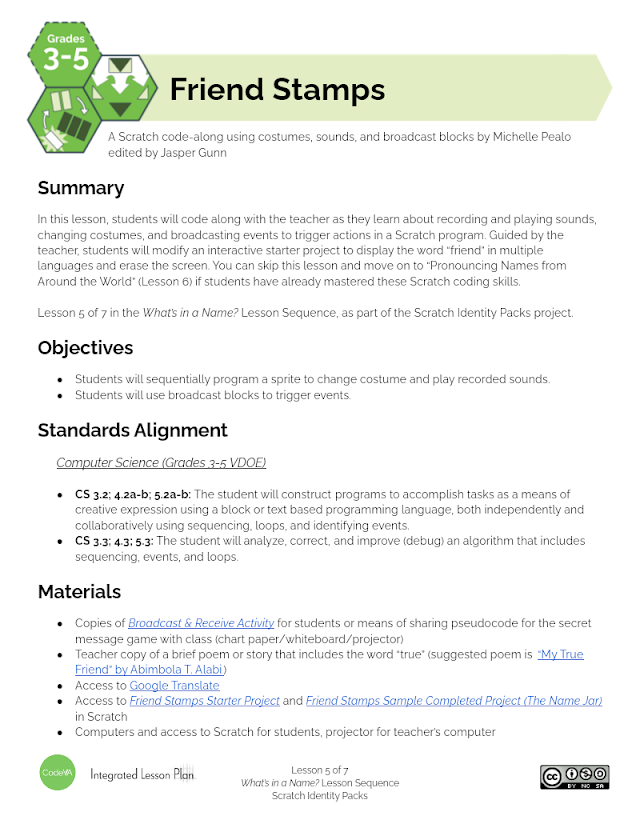 Grades
3-5
Friend Stamps
A Scratch code-along using costumes, sounds, and broadcast blocks by Michelle Pealo
edited by Jasper Gunn
Summary
In this lesson, students will code along with the teacher as they learn about recording and playing sounds,
changing costumes, and broadcasting events to trigger actions in a Scratch program. Guided by the
teacher, students will modify an interactive starter project to display the word “friend” in multiple
languages and erase the screen. You can skip this lesson and move on to “Pronouncing Names from
Around the World” (Lesson 6) if students have already mastered these Scratch coding skills.
Lesson 5 of 7 in the What’s in a Name? Lesson Sequence, as part of the Scratch Identity Packs project.
Objectives
● Students will sequentially program a sprite to change costume and play recorded sounds.
● Students will use broadcast blocks to trigger events.
Standards Alignment
Computer Science (Grades 3-5 VDOE)
● CS 3.2; 4.2a-b; 5.2a-b: The student will construct programs to accomplish tasks as a means of
creative expression using a block or text based programming language, both independently and
collaboratively using sequencing, loops, and identifying events.
● CS 3.3; 4.3; 5.3: The student will analyze, correct, and improve (debug) an algorithm that includes
sequencing, events, and loops.
Materials
● Copies of Broadcast & Receive Activity for students or means of sharing pseudocode for the secret
message game with class (chart paper/whiteboard/projector)
● Teacher copy of a brief poem or story that includes the word “true” (suggested poem is “My True
Friend” by Abimbola T. Alabi)
● Access to Google Translate
● Access to Friend Stamps Starter Project and Friend Stamps Sample Completed Project (The Name Jar)
in Scratch
● Computers and access to Scratch for students, projector for teacher’s computer
CodeVA
Integrated Lesson Plan
Lesson 5 of 7
What’s in a Name? Lesson Sequence
Scratch Identity Packs
cc
BY NC SA